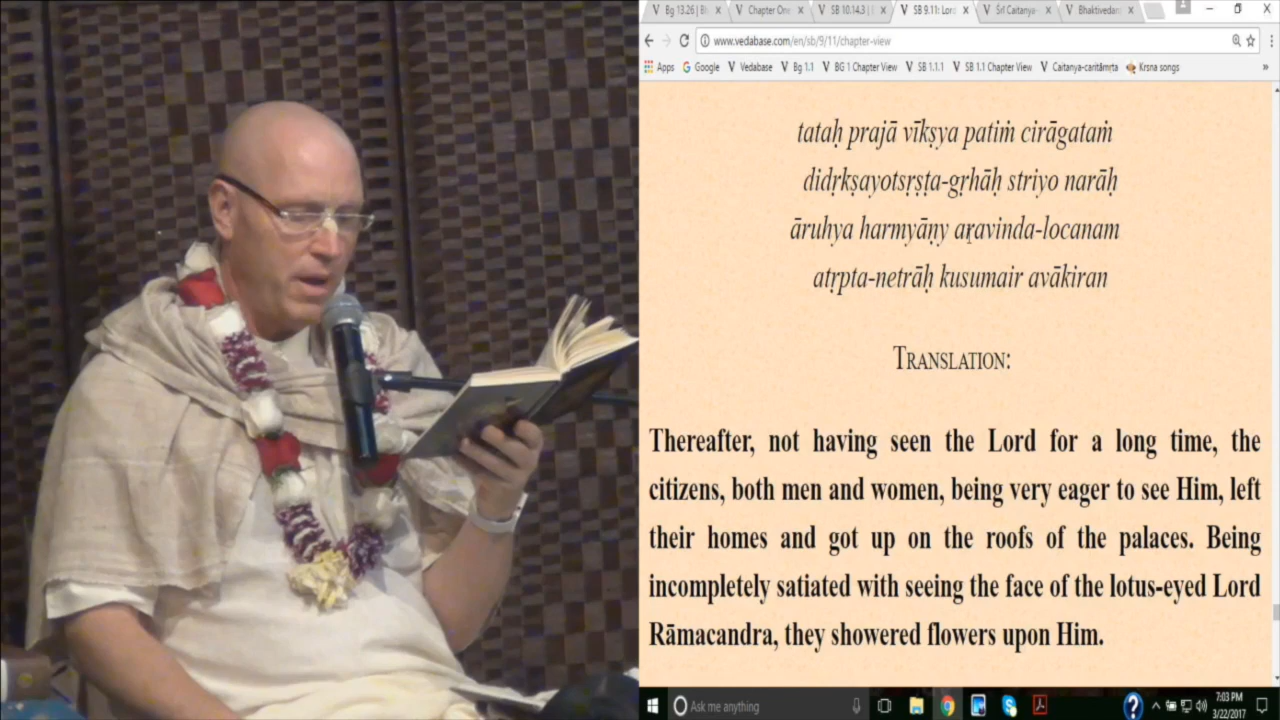 Bg 13.26 | Bh
Chapter One
SB 10.14.3 |
SB 9.11: Lor
Śrī Caitanya-
Bhaktivedan
www.vedabase.com/en/sb/9/11/chapter-view
Apps Google Vedabase Bg 1.1 BG 1 Chapter View SB 1.1.1 SB 1.1 Chapter View Caitanya-caritāmṛta Krsna songs »
tataḥ prajā vīkṣya patiṁ cirāgataṁ
didṛkṣayotsṛṣṭa-gṛhāḥ striyo narāḥ
āruhya harmyāṇy aravinda-locanam
atṛpta-netrāḥ kusumair avākiran
TRANSLATION:
Thereafter, not having seen the Lord for a long time, the
citizens, both men and women, being very eager to see Him, left
their homes and got up on the roofs of the palaces. Being
incompletely satiated with seeing the face of the lotus-eyed Lord
Rāmacandra, they showered flowers upon Him.
Ask me anything
7:03 PM
3/22/2017